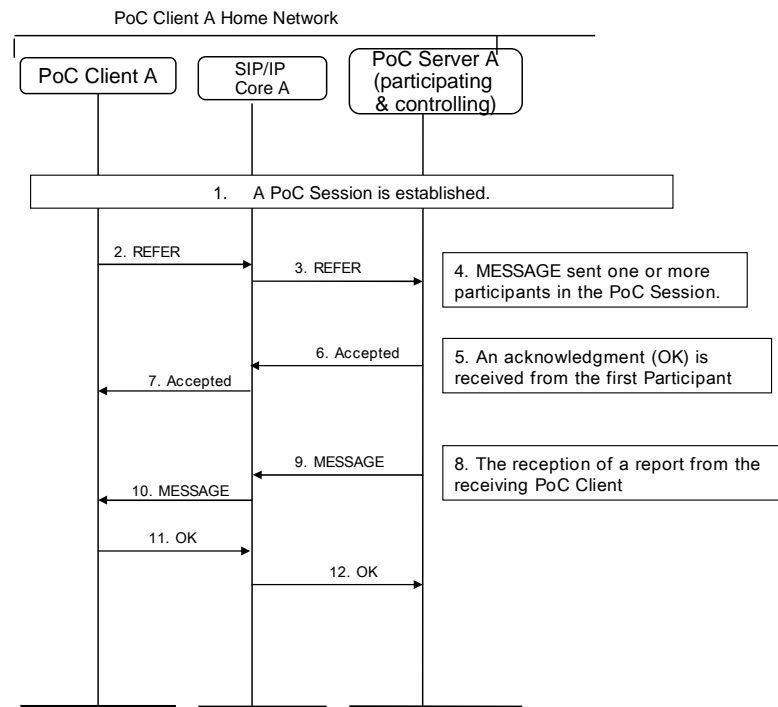 PoC Client A Home Network
PoC Client A
SIP/IP
Core A
PoC Server A
(participating
& controlling)
1. A PoC Session is established.
2. REFER
3. REFER
4. MESSAGE sent one or more
participants in the PoC Session.
6. Accepted
5. An acknowledgment (OK) is
received from the first Participant
7. Accepted
9. MESSAGE
8. The reception of a report from the
receiving PoC Client
10. MESSAGE
11. OK
12. OK